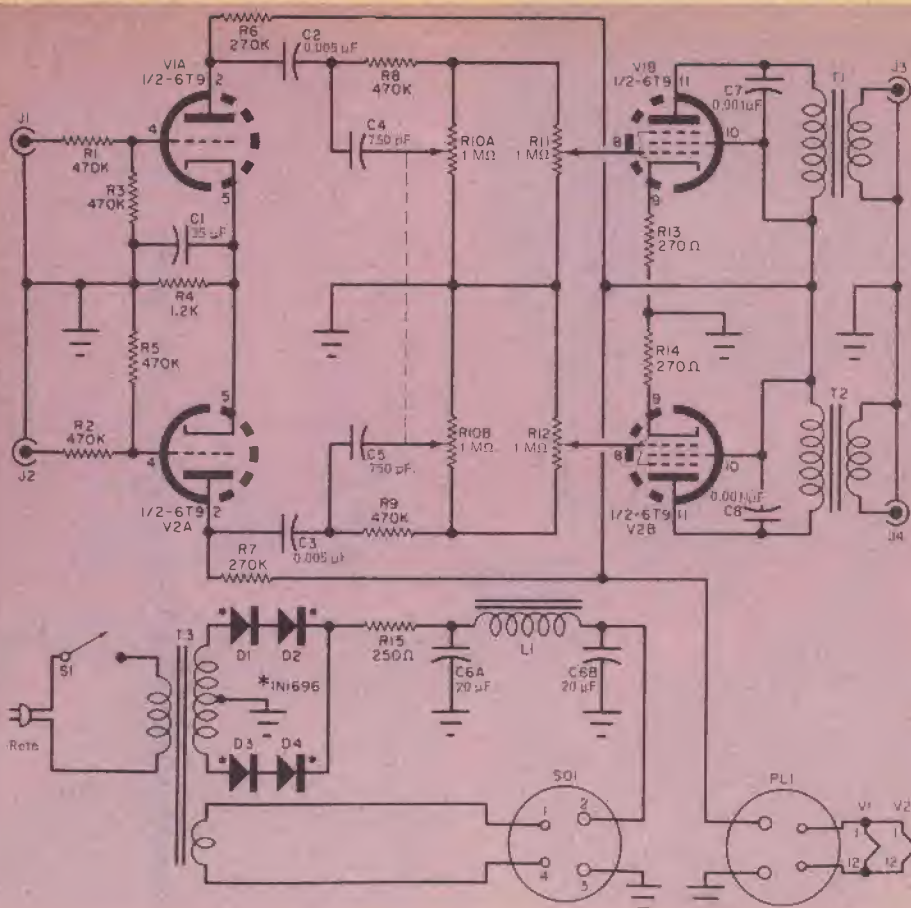 R6
270K
C2
0.005 µF
V1A
1/2-6T9
2
R8
470K
V1B
1/2-6T9
11
T1
J3
C7
0.001µF
J1
4
C4
750 pF.
R10A
1 MΩ
R11
1 MΩ
8
10
R1
470K
R3
470K
5
9
C1
35 µF
R13
270 Ω
R4
1.2K
R14
270Ω
R5
470K
5
9
T2
R2
470K
R10B
1 MΩ
R12
1 MΩ
C5
750 pF.
4
8
10
J2
1/2-6T9
2
V2A
C3
0.005 µF
R9
470K
1/2-6T9
11
V2B
0.001µF
C8
J4
R7
270K
S1
T3
D1
D2
*
*
R15
250Ω
L1
*1N1696
C6A
20 µF
C6B
20 µF
Rete
D3
D4
*
*
SO1
1
2
4
3
PL1
V1
V2
1
1
12
12